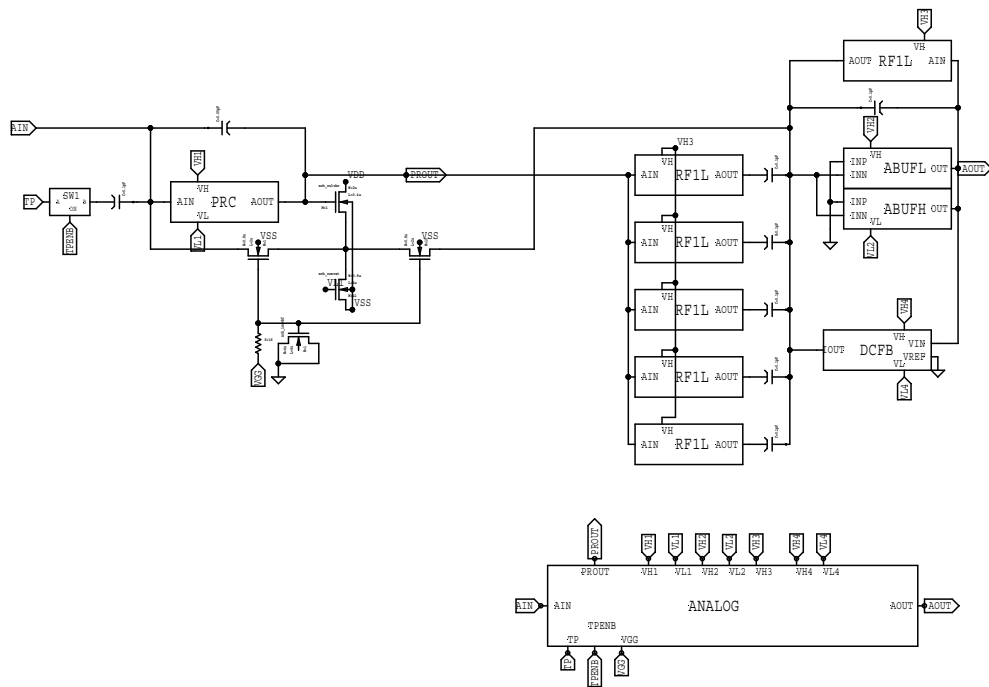 VH3
VH
AOUT RF1L AIN
AIN
VH2
VH1
VH3
VH
PROUT
VDD
VH
AIN RF1L AOUT
INP
INN
ABUFL OUT
AOUT
TP
A SW1 B
VH
AIN PRC AOUT
VL
INP
INN
ABUFH OUT
VL
TPENB
VL1
VSS
VSS
VL2
VH
AIN RF1L AOUT
VSS
VH
AIN RF1L AOUT
VH4
VH
IOUT DCFB VIN
VREF
VL
VL4
VGG
VH
AIN RF1L AOUT
VH
AIN RF1L AOUT
PROUT
VH1
VL1
VH2
VL2
VH3
VH4
VL4
PROUT VH1 VL1 VH2 VL2 VH3 VH4 VL4
AIN
AIN ANALOG AOUT
AOUT
TPENB
TP VGG
TP
TPENB
VGG